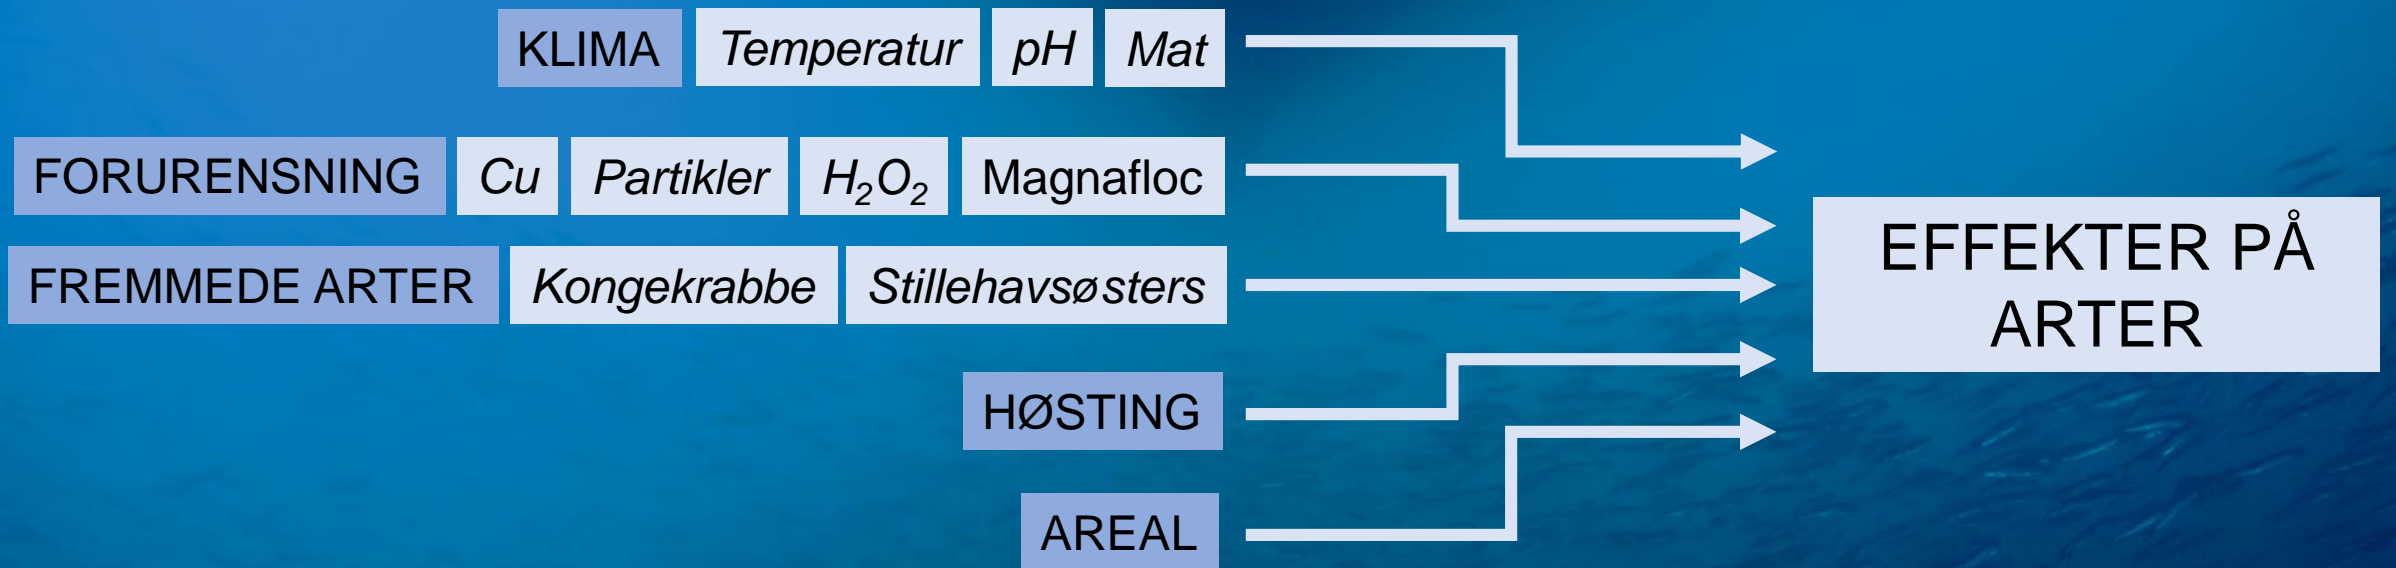 KLIMA Temperatur pH Mat
FORURENSNING Cu Partikler H₂O₂ Magnafloc
FREMMEDE ARTER Kongekrabbe Stillehavsøsters
HØSTING
AREAL
EFFEKTER PÅ
ARTER